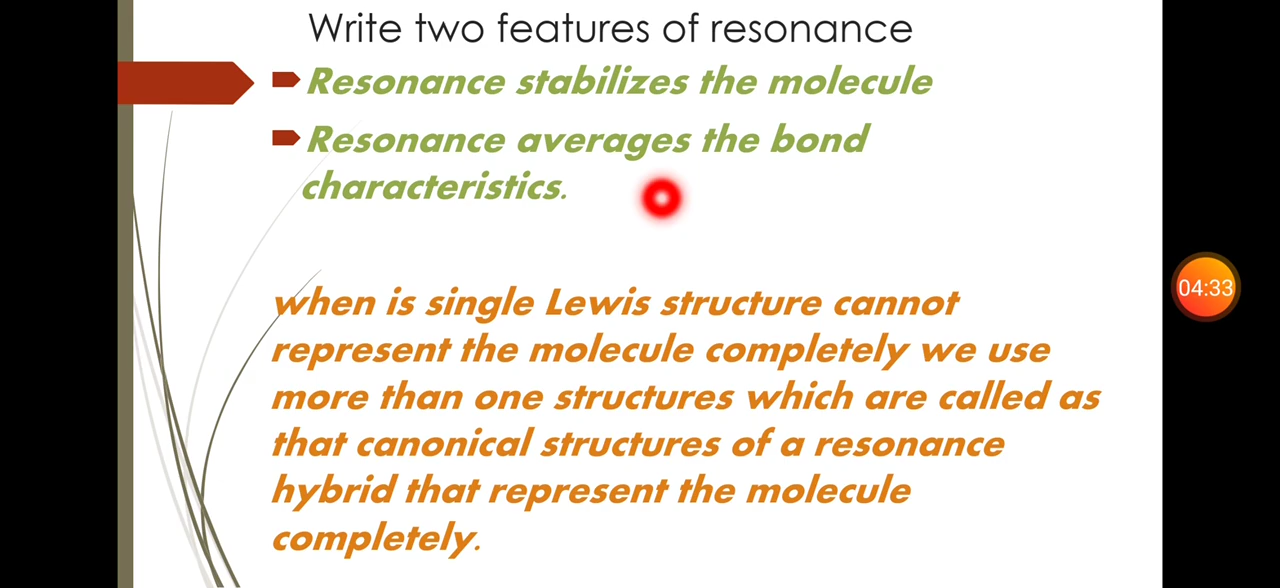 Write two features of resonance
Resonance stabilizes the molecule
Resonance averages the bond
characteristics.
when is single Lewis structure cannot
represent the molecule completely we use
more than one structures which are called as
that canonical structures of a resonance
hybrid that represent the molecule
completely.
04:33